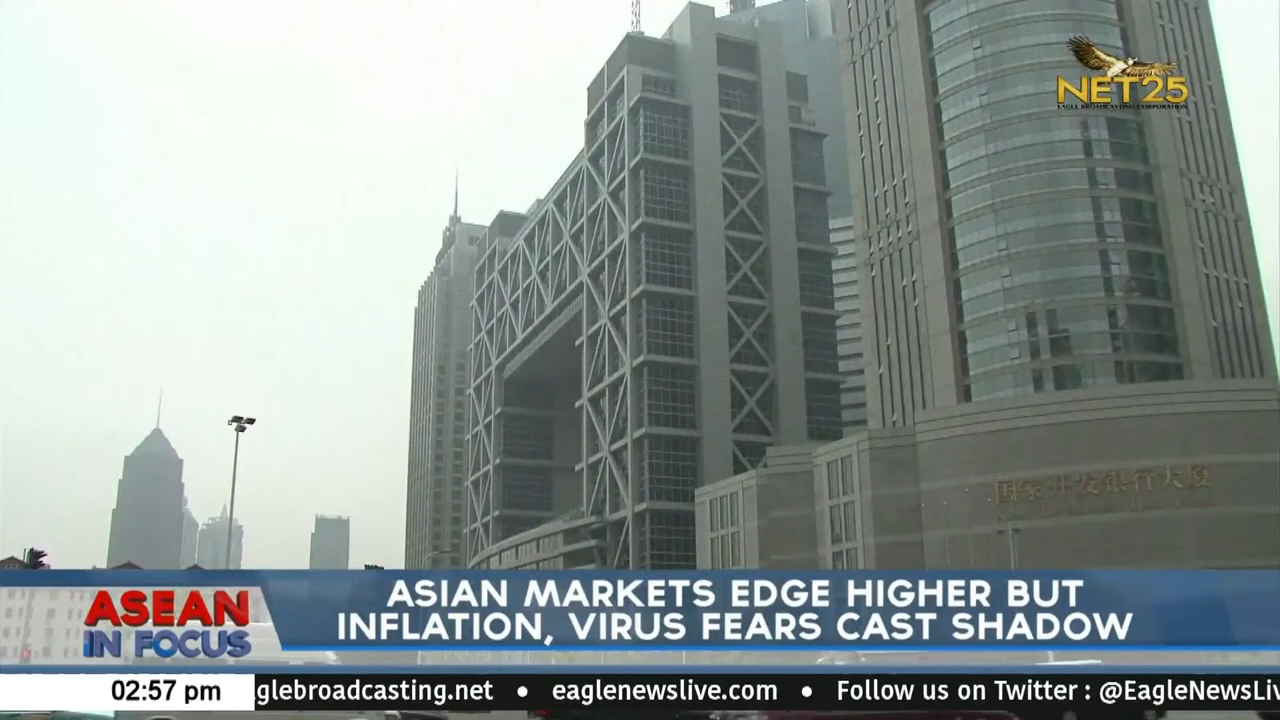 NET25
EAGLE BROADCASTING CORPORATION
国家开发银行大厦
ASIAN MARKETS EDGE HIGHER BUT
INFLATION, VIRUS FEARS CAST SHADOW
ASEAN
IN FOCUS
02:57 pm
glebroadcasting.net • eaglenewslive.com • Follow us on Twitter : @EagleNewsLiv